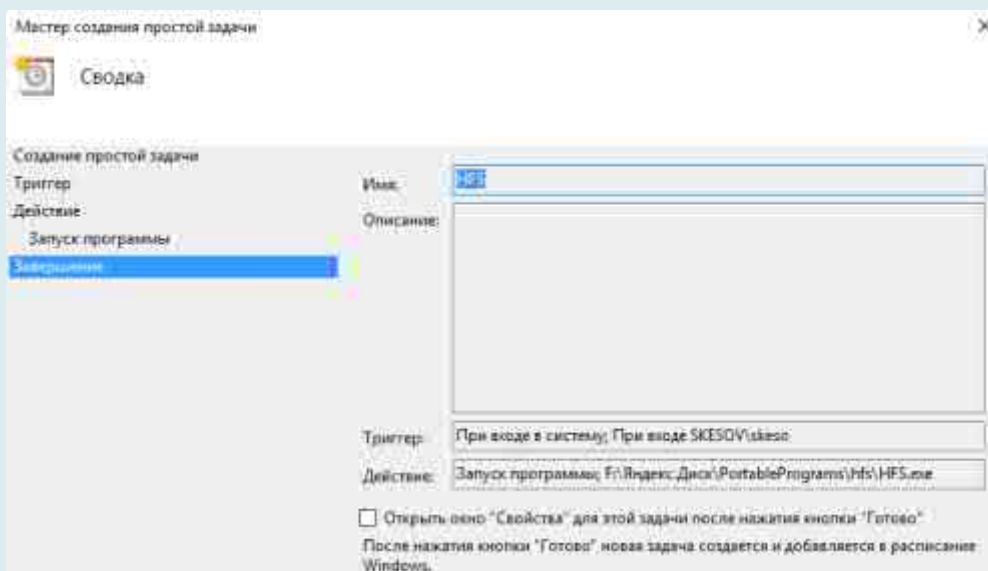 Мастер создания простой задачи
Сводка
Создание простой задачи
Триггер
Действие
Запуск программы
Завершение
Имя: HFS
Описание:
Триггер: При входе в систему; При входе SKESOV\skeso
Действие: Запуск программы; F:\Яндекс.Диск\PortablePrograms\hfs\HFS.exe
Открыть окно "Свойства" для этой задачи после нажатия кнопки "Готово"
После нажатия кнопки "Готово" новая задача создается и добавляется в расписание
Windows.